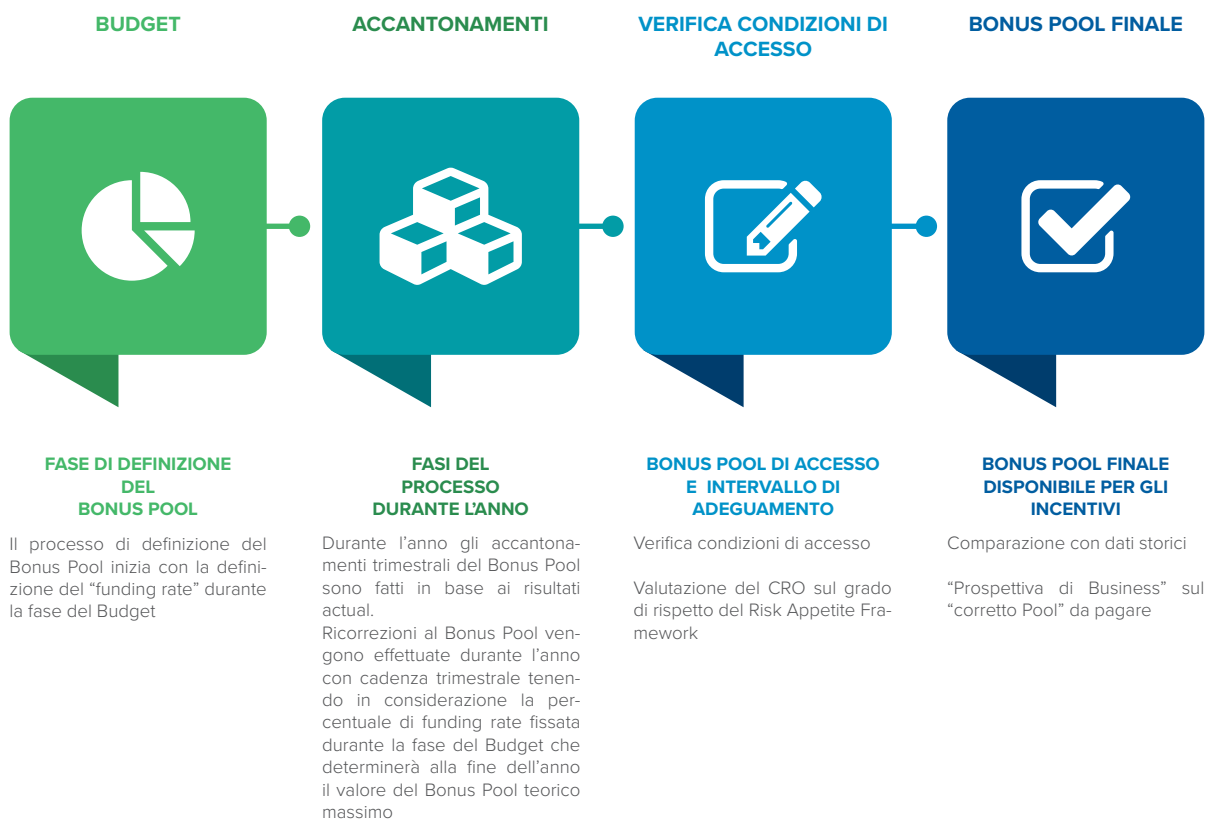 BUDGET
ACCANTONAMENTI
VERIFICA CONDIZIONI DI
ACCESSO
BONUS POOL FINALE
FASE DI DEFINIZIONE
DEL
BONUS POOL
Il processo di definizione del
Bonus Pool inizia con la defini-
zione del “funding rate” durante
la fase del Budget
FASI DEL
PROCESSO
DURANTE L’ANNO
Durante l’anno gli accantona-
menti trimestrali del Bonus Pool
sono fatti in base ai risultati
actual.
Ricorrezioni al Bonus Pool ven-
gono effettuate durante l’anno
con cadenza trimestrale tenen-
do in considerazione la per-
centuale di funding rate fissata
durante la fase del Budget che
determinerà alla fine dell’anno
il valore del Bonus Pool teorico
massimo
BONUS POOL DI ACCESSO
E INTERVALLO DI
ADEGUAMENTO
Verifica condizioni di accesso
Valutazione del CRO sul grado
di rispetto del Risk Appetite Fra-
mework
BONUS POOL FINALE
DISPONIBILE PER GLI
INCENTIVI
Comparazione con dati storici
“Prospettiva di Business” sul
“corretto Pool” da pagare